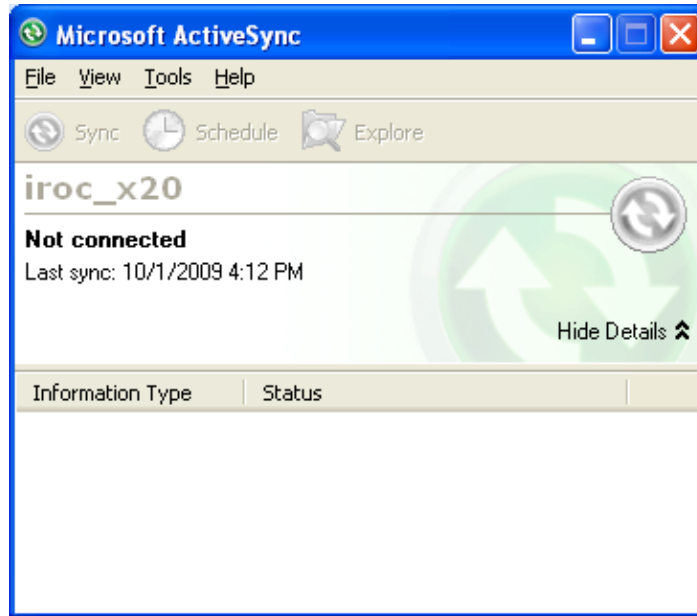 Microsoft ActiveSync
File View Tools Help
Sync Schedule Explore
iroc_x20
Not connected
Last sync: 10/1/2009 4:12 PM
Hide Details
Information Type Status